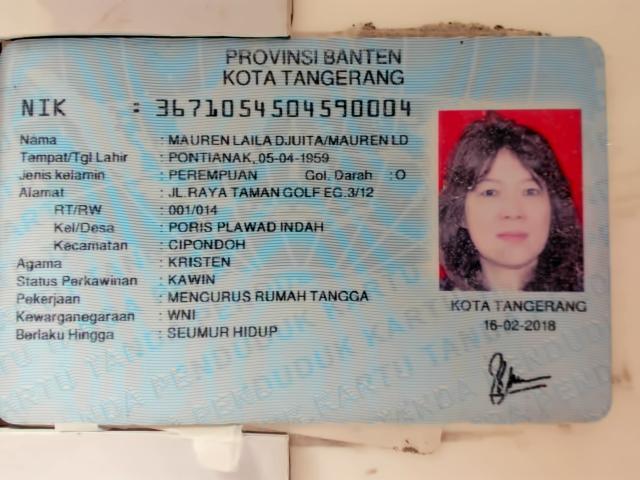 PROVINSI BANTEN
KOTA TANGERANG
NIK : 3671054504590004
Nama : MAUREN LAILA DJUITA/MAUREN LD
Tempat/Tgl Lahir : PONTIANAK, 05-04-1959
Jenis kelamin : PEREMPUAN Gol. Darah : O
Alamat : JL. RAYA TAMAN GOLF EG.3/12
RT/RW : 001/014
Kel/Desa : PORIS PLAWAD INDAH
Kecamatan : CIPONDOH
Agama : KRISTEN
Status Perkawinan : KAWIN
Pekerjaan : MENGURUS RUMAH TANGGA
Kewarganegaraan : WNI
Berlaku Hingga : SEUMUR HIDUP
KOTA TANGERANG
16-02-2018